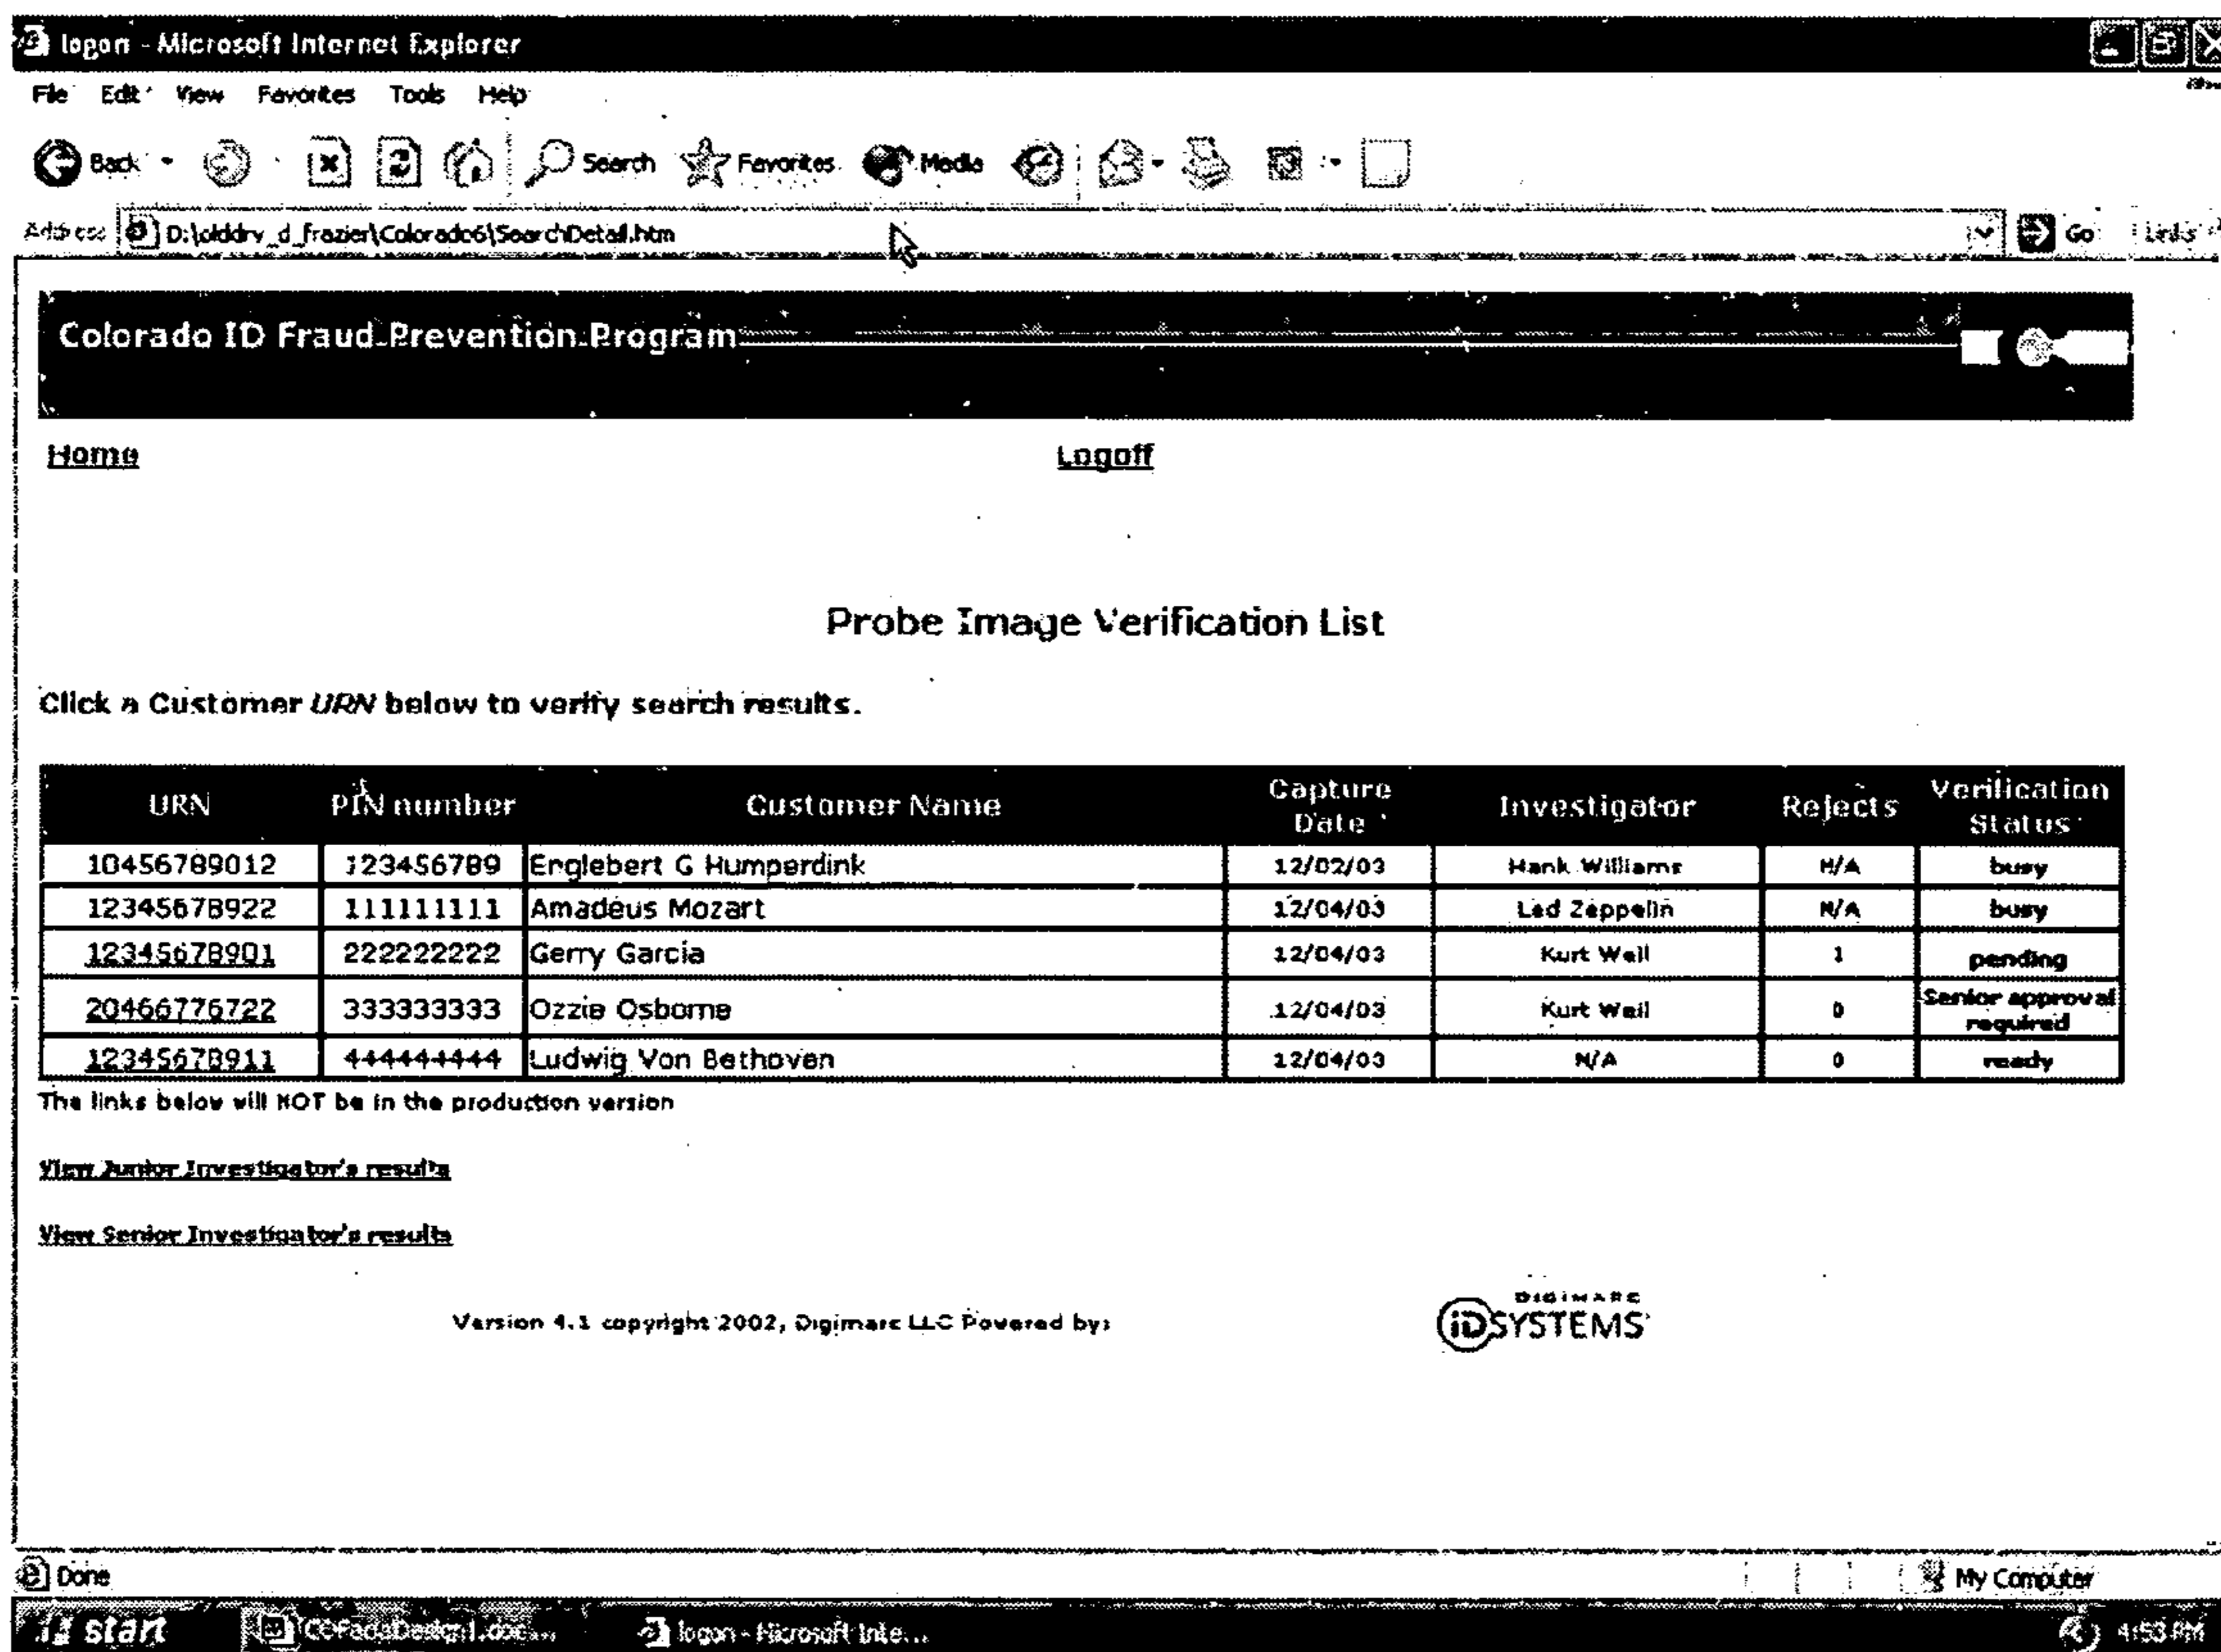 logon - Microsoft Internet Explorer
File Edit View Favorites Tools Help
Back Search Favorites Media
Address D:\olddrv_d_frazier\Colorado6\SearchDetail.htm Go Links
Colorado ID Fraud Prevention Program
Home Logoff
Probe Image Verification List
Click a Customer URN below to verify search results.
URN PIN number Customer Name Capture Date Investigator Rejects Verification Status
10456789012 123456789 Englebert G Humperdink 12/02/03 Hank Williams N/A busy
12345678922 111111111 Amadeus Mozart 12/04/03 Led Zeppelin N/A busy
12345678901 222222222 Gerry Garcia 12/04/03 Kurt Weil 1 pending
20466776722 333333333 Ozzie Osborne 12/04/03 Kurt Weil 0 Senior approval required
12345678911 444444444 Ludwig Von Bethoven 12/04/03 N/A 0 ready
The links below will NOT be in the production version
View Junior Investigator's results
View Senior Investigator's results
Version 4.1 copyright 2002, Digimarc LLC Powered by:
DIGIMARC
iDSYSTEMS
Done My Computer
start logon - Microsoft Inte... 4:53 PM